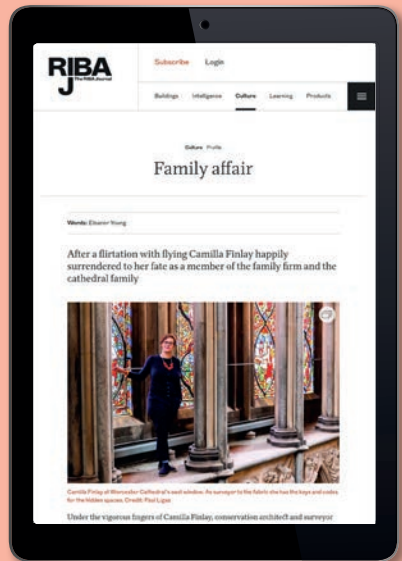 RIBA
J The RIBA Journal
Subscribe Login
Buildings Intelligence Culture Learning Products
Culture Profile
Family affair
Words: Eleanor Young
After a flirtation with flying Camilla Finlay happily
surrendered to her fate as a member of the family firm and the
cathedral family
Camilla Finlay at Worcester Cathedral's east window. As surveyor to the fabric she has the keys and codes
for the hidden spaces. Credit: Paul Ligas
Under the vigorous fingers of Camilla Finlay, conservation architect and surveyor